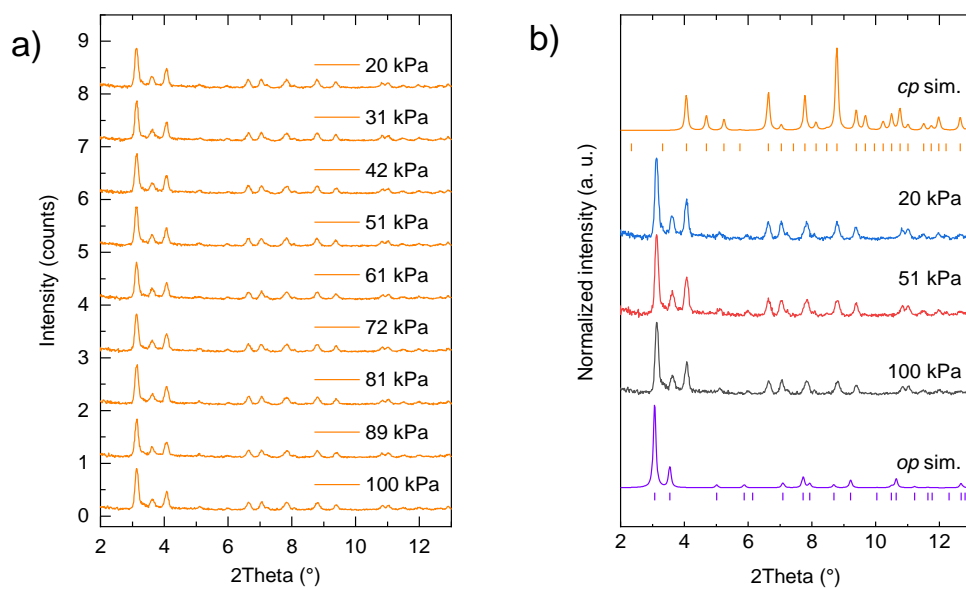 a)
9
8
7
6
5
4
3
2
1
0
Intensity (counts)
20 kPa
31 kPa
42 kPa
51 kPa
61 kPa
72 kPa
81 kPa
89 kPa
100 kPa
2 4 6 8 10 12
2Theta (°)
b)
Normalized intensity (a. u.)
cp sim.
20 kPa
51 kPa
100 kPa
op sim.
2 4 6 8 10 12
2Theta (°)